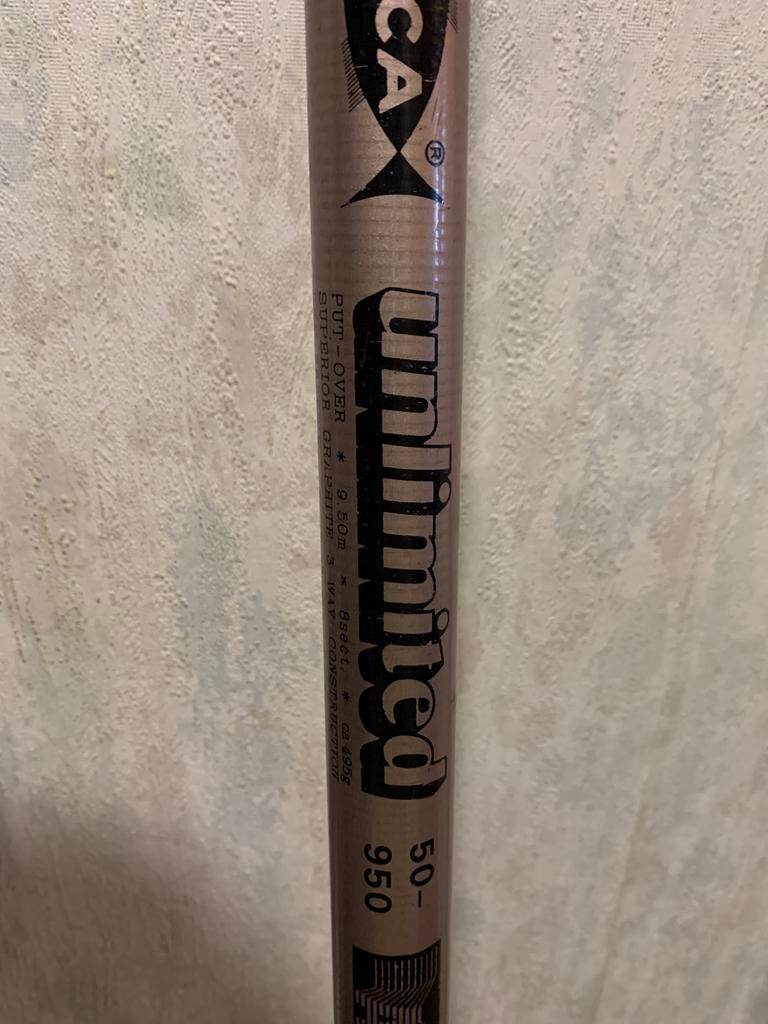 CA
®
unlimited
PUT-OVER * 9.50m * 8sect. * ca 495g
SUPERIOR GRAPHITE 3 WAY CONSTRUCTION
50-
950